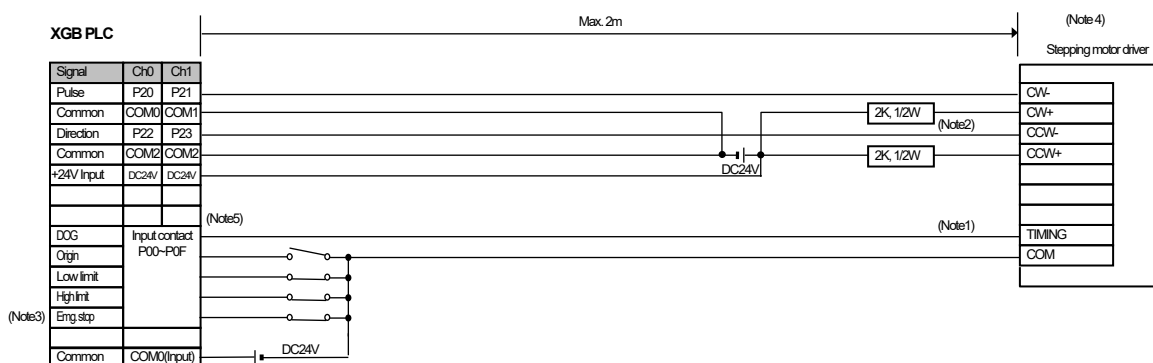 Max. 2m
(Note 4)
XGB PLC
Stepping motor driver
Signal Ch0 Ch1
Pulse P20 P21 CW-
Common COM0 COM1 2K, 1/2W CW+
Direction P22 P23 (Note2) CCW-
Common COM2 COM2 2K, 1/2W CCW+
+24V Input DC24V DC24V DC24V
(Note5)
(Note1)
DOG Input contact TIMING
Origin P00~P0F COM
Low limit
High limit
(Note3) Emg. stop
DC24V
Common COM0(Input)